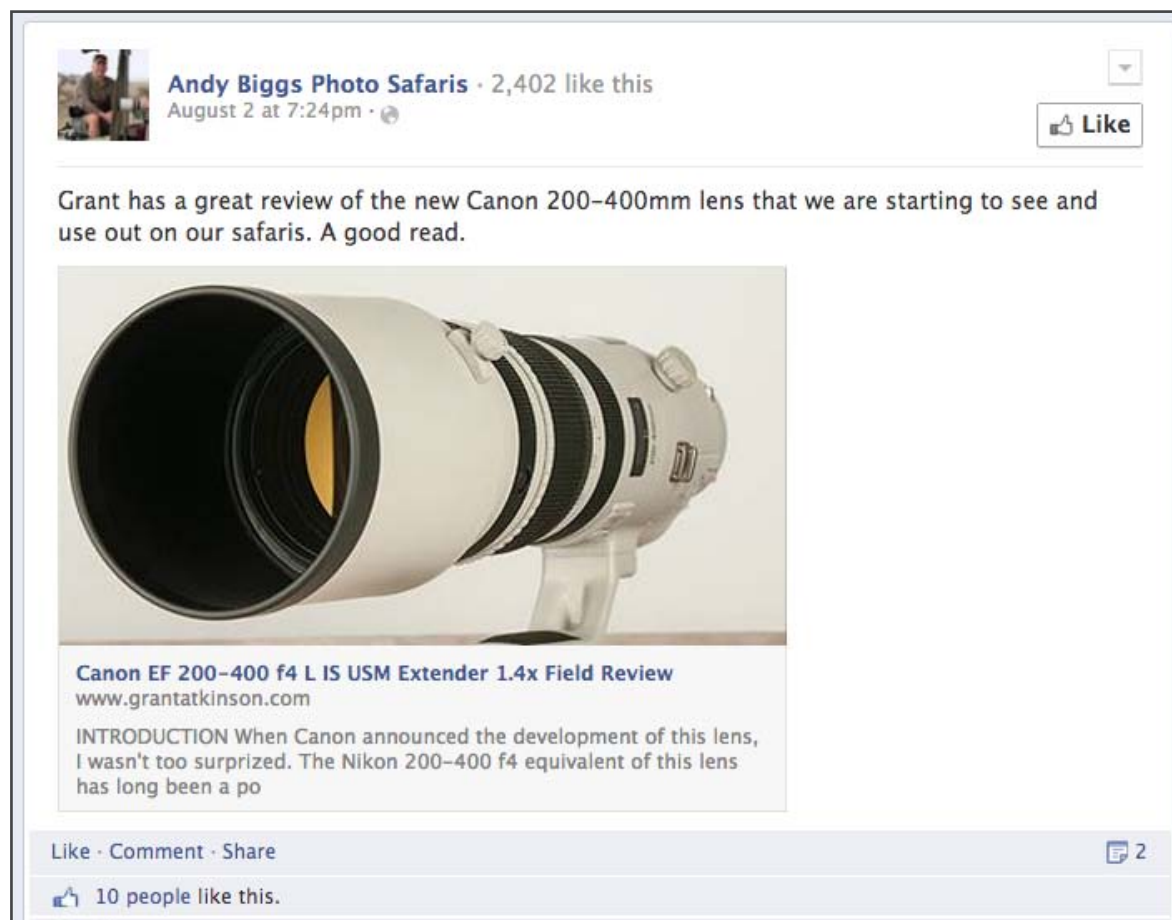 Andy Biggs Photo Safaris · 2,402 like this
August 2 at 7:24pm ·
Like
Grant has a great review of the new Canon 200-400mm lens that we are starting to see and
use out on our safaris. A good read.
Canon EF 200-400 f4 L IS USM Extender 1.4x Field Review
www.grantatkinson.com
INTRODUCTION When Canon announced the development of this lens,
I wasn't too surprized. The Nikon 200-400 f4 equivalent of this lens
has long been a po
Like · Comment · Share
2
10 people like this.